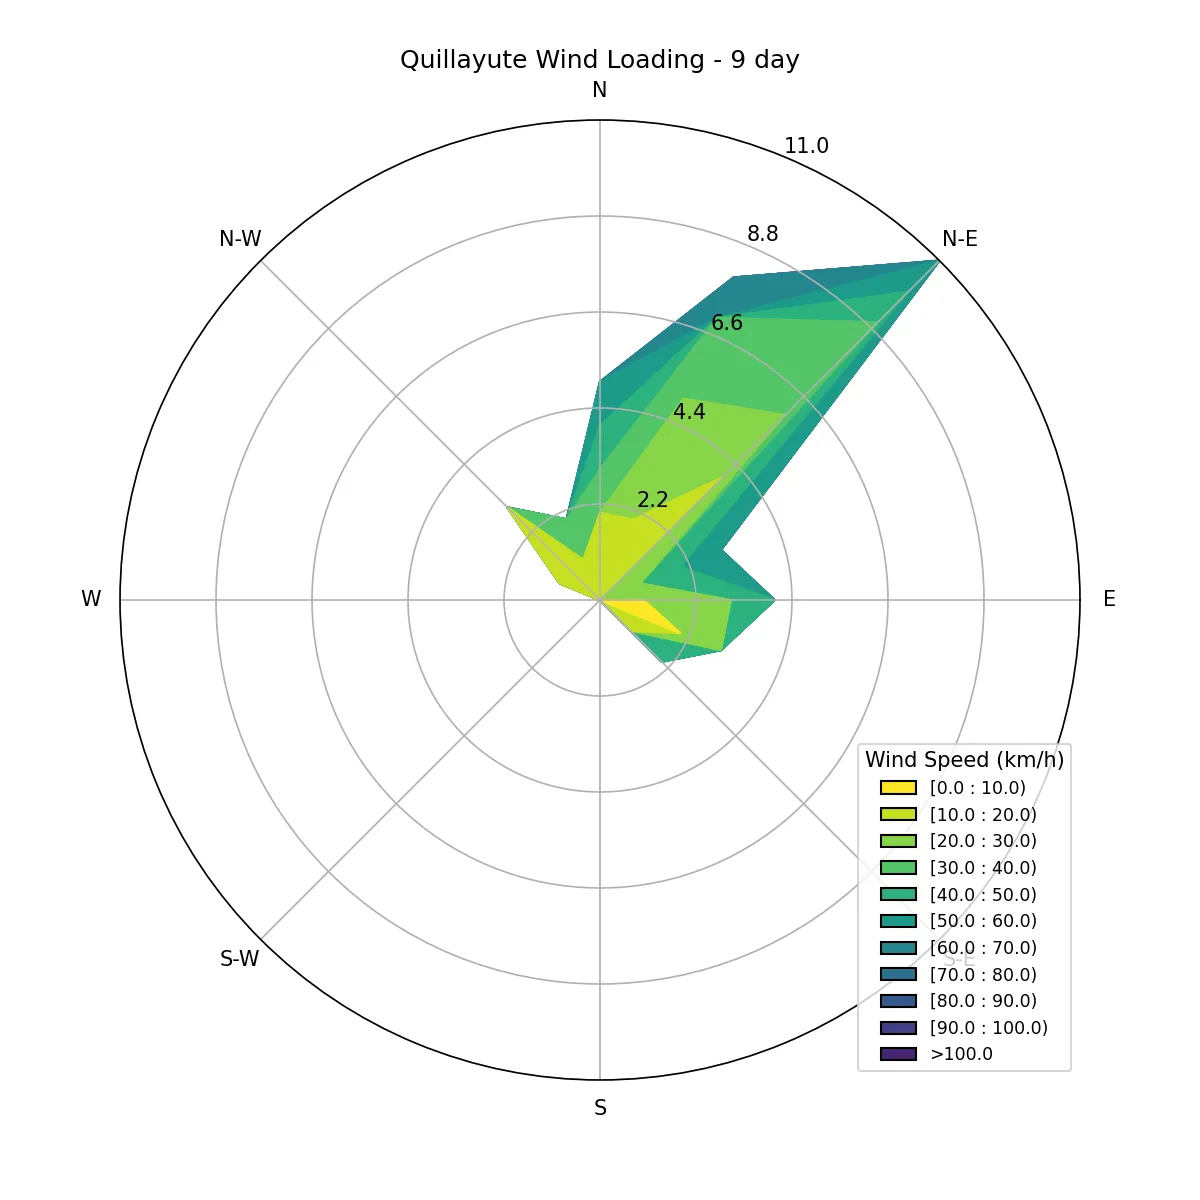 Quillayute Wind Loading - 9 day
N
11.0
8.8
N-W
N-E
6.6
4.4
2.2
W
E
Wind Speed (km/h)
[0.0 : 10.0)
[10.0 : 20.0)
[20.0 : 30.0)
[30.0 : 40.0)
[40.0 : 50.0)
[50.0 : 60.0)
[60.0 : 70.0)
S-W
S-E
[70.0 : 80.0)
[80.0 : 90.0)
[90.0 : 100.0)
>100.0
S